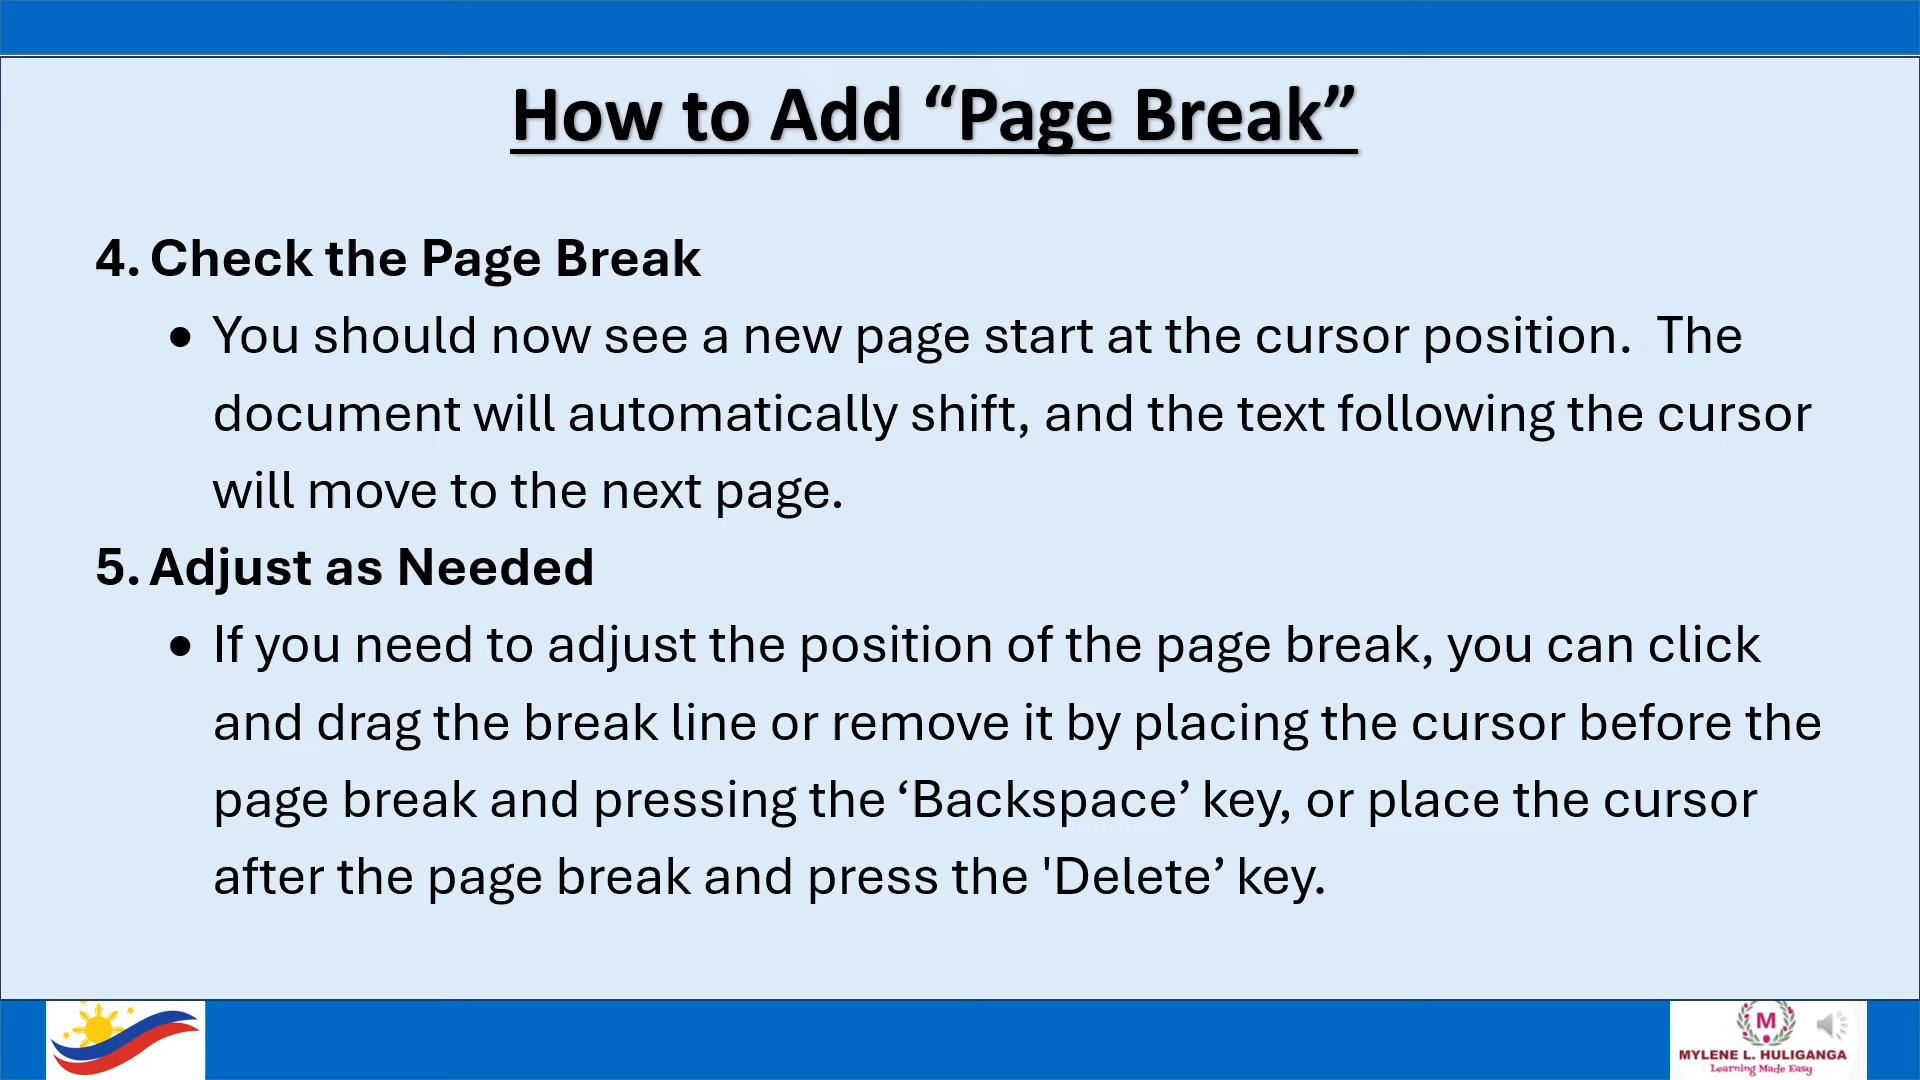 How to Add “Page Break”
4. Check the Page Break
• You should now see a new page start at the cursor position.  The
document will automatically shift, and the text following the cursor
will move to the next page.
5. Adjust as Needed
• If you need to adjust the position of the page break, you can click
and drag the break line or remove it by placing the cursor before the
page break and pressing the ‘Backspace’ key, or place the cursor
after the page break and press the 'Delete’ key.
M
MYLENE L. HULIGANGA
Learning Made Easy